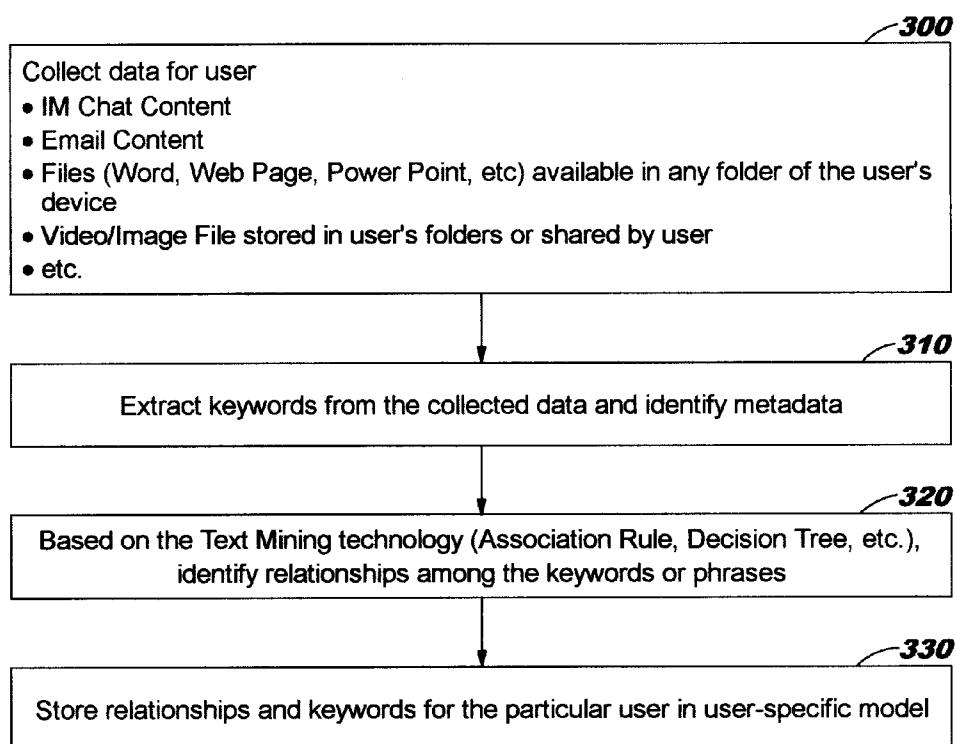 300
Collect data for user
• IM Chat Content
• Email Content
• Files (Word, Web Page, Power Point, etc) available in any folder of the user's
device
• Video/Image File stored in user's folders or shared by user
• etc.
310
Extract keywords from the collected data and identify metadata
320
Based on the Text Mining technology (Association Rule, Decision Tree, etc.),
identify relationships among the keywords or phrases
330
Store relationships and keywords for the particular user in user-specific model